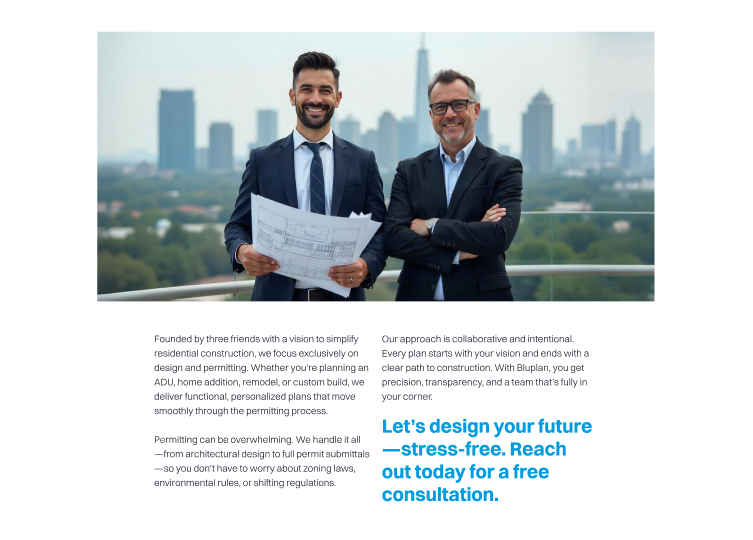 Founded by three friends with a vision to simplify
residential construction, we focus exclusively on
design and permitting. Whether you're planning an
ADU, home addition, remodel, or custom build, we
deliver functional, personalized plans that move
smoothly through the permitting process.
Permitting can be overwhelming. We handle it all
—from architectural design to full permit submittals
—so you don't have to worry about zoning laws,
environmental rules, or shifting regulations.
Our approach is collaborative and intentional.
Every plan starts with your vision and ends with a
clear path to construction. With Bluplan, you get
precision, transparency, and a team that's fully in
your corner.
Let's design your future
—stress-free. Reach
out today for a free
consultation.